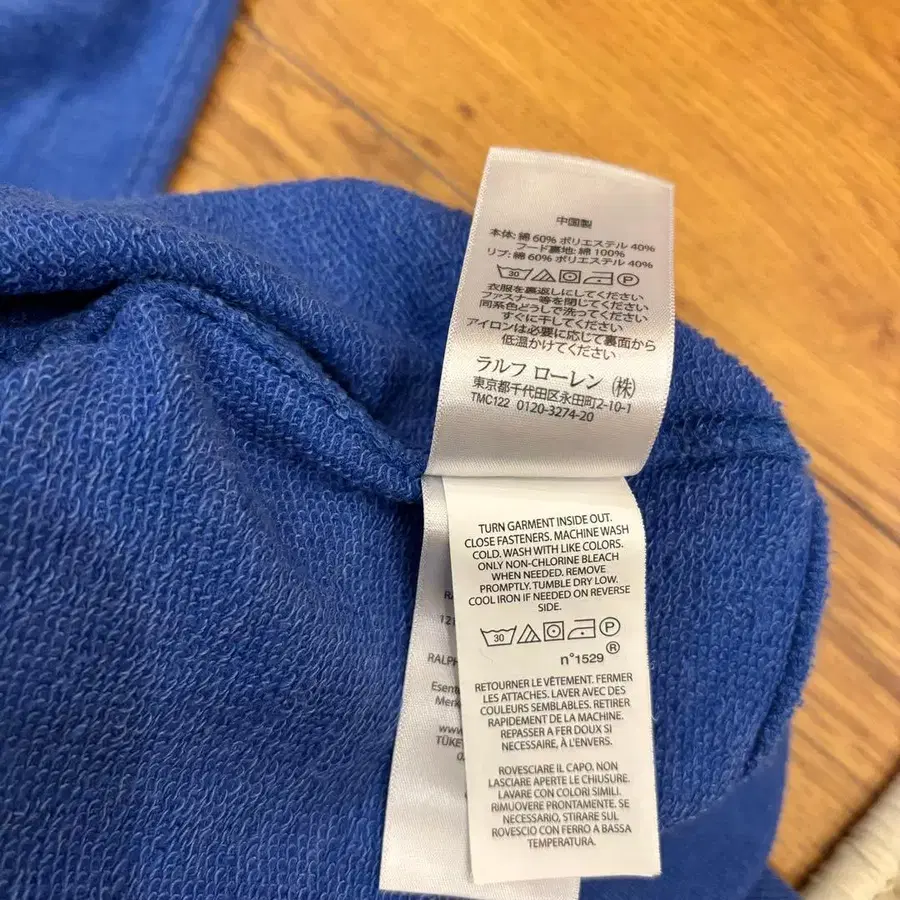 中国製
本体: 綿 60% ポリエステル 40%
フード裏地: 綿 100%
リブ: 綿 60% ポリエステル 40%
30 P
衣服を裏返しにしてください
ファスナー等を閉じてください
同系色どうしで洗ってください
すぐに干してください
アイロンは必要に応じて裏面から
低温かけてください
ラルフ ローレン (株)
東京都千代田区永田町2-10-1
TMC122 0120-3274-20
TURN GARMENT INSIDE OUT.
CLOSE FASTENERS. MACHINE WASH
COLD. WASH WITH LIKE COLORS.
ONLY NON-CHLORINE BLEACH
WHEN NEEDED. REMOVE
PROMPTLY. TUMBLE DRY LOW.
COOL IRON IF NEEDED ON REVERSE
SIDE.
30 P
n°1529 ®
RETOURNER LE VÊTEMENT. FERMER
LES ATTACHES. LAVER AVEC DES
COULEURS SEMBLABLES. RETIRER
RAPIDEMENT DE LA MACHINE.
REPASSER A FER DOUX SI
NECESSAIRE, À L'ENVERS.
ROVESCIARE IL CAPO. NON
LASCIARE APERTE LE CHIUSURE.
LAVARE CON COLORI SIMILI.
RIMUOVERE PRONTAMENTE. SE
NECESSARIO, STIRARE SUL
ROVESCIO CON FERRO A BASSA
TEMPERATURA.
RALPH
Esent
Merk
www
TÜKET